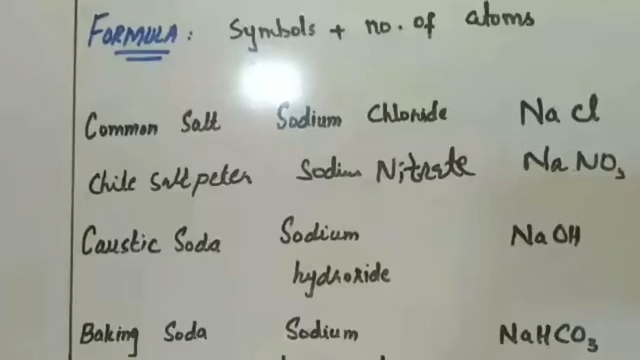 FORMULA: Symbols + no. of atoms
Common Salt Sodium Chloride NaCl
Chile Saltpeter Sodium Nitrate NaNO3
Caustic Soda Sodium hydroxide NaOH
Baking Soda Sodium NaHCO3